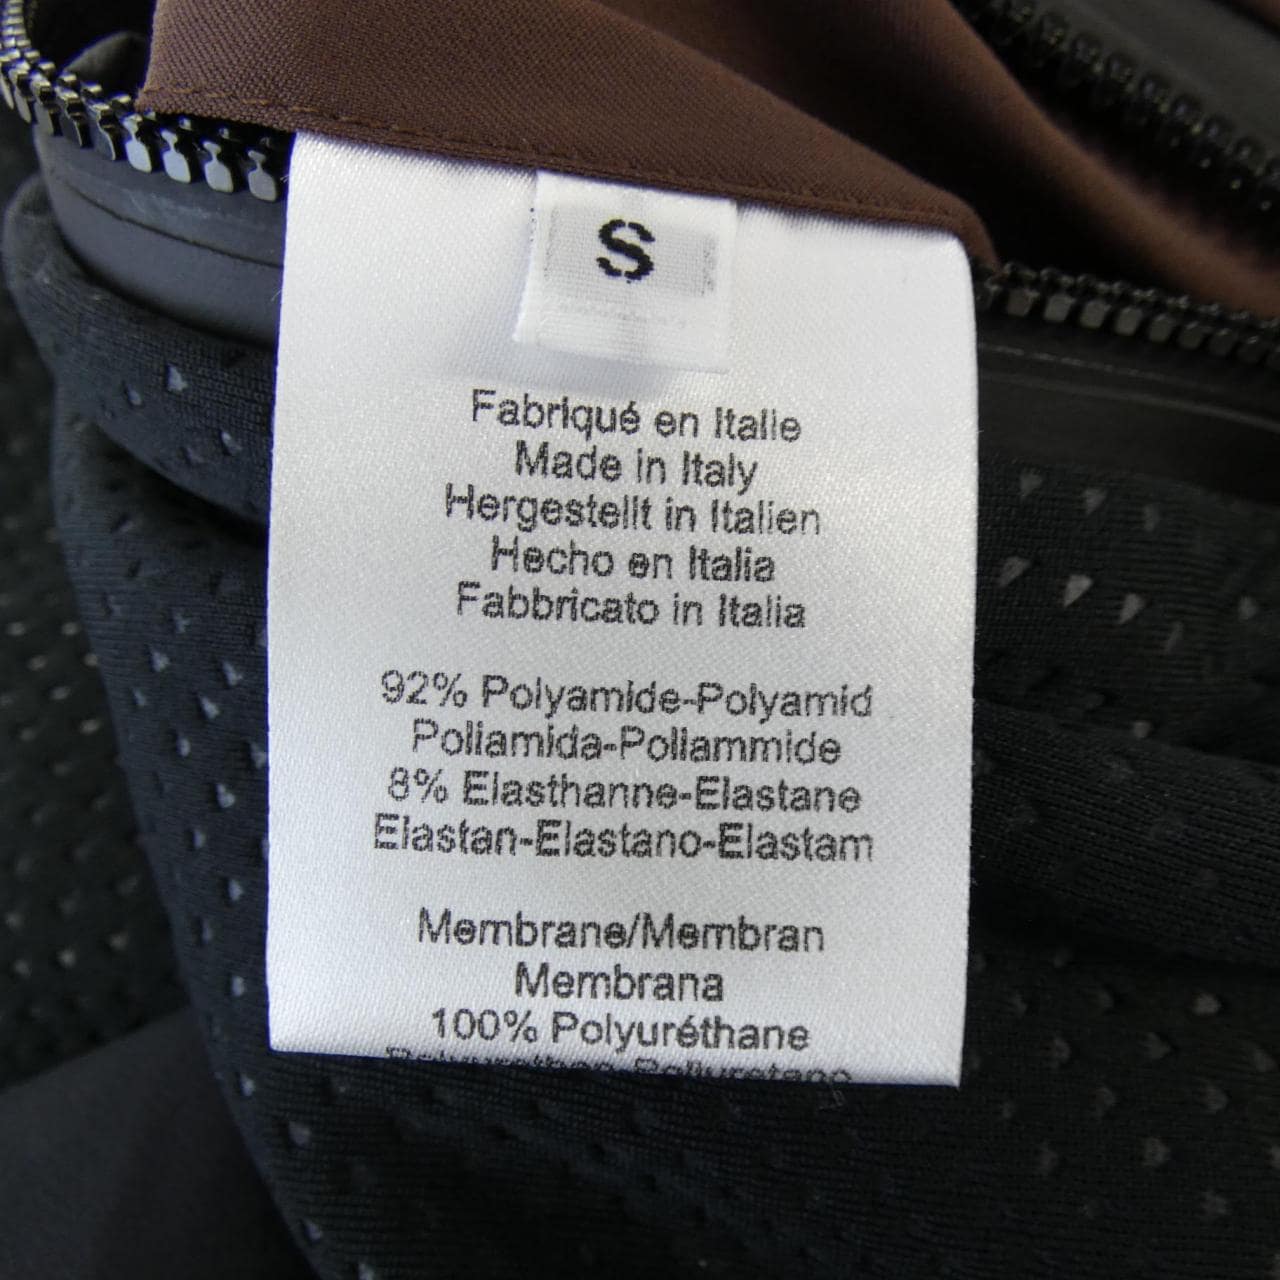 S
Fabriqué en Italie
Made in Italy
Hergestellt in Italien
Hecho en Italia
Fabbricato in Italia
92% Polyamide-Polyamid
Poliamida-Poliammide
8% Elasthanne-Elastane
Elastan-Elastano-Elastam
Membrane/Membran
Membrana
100% Polyuréthane